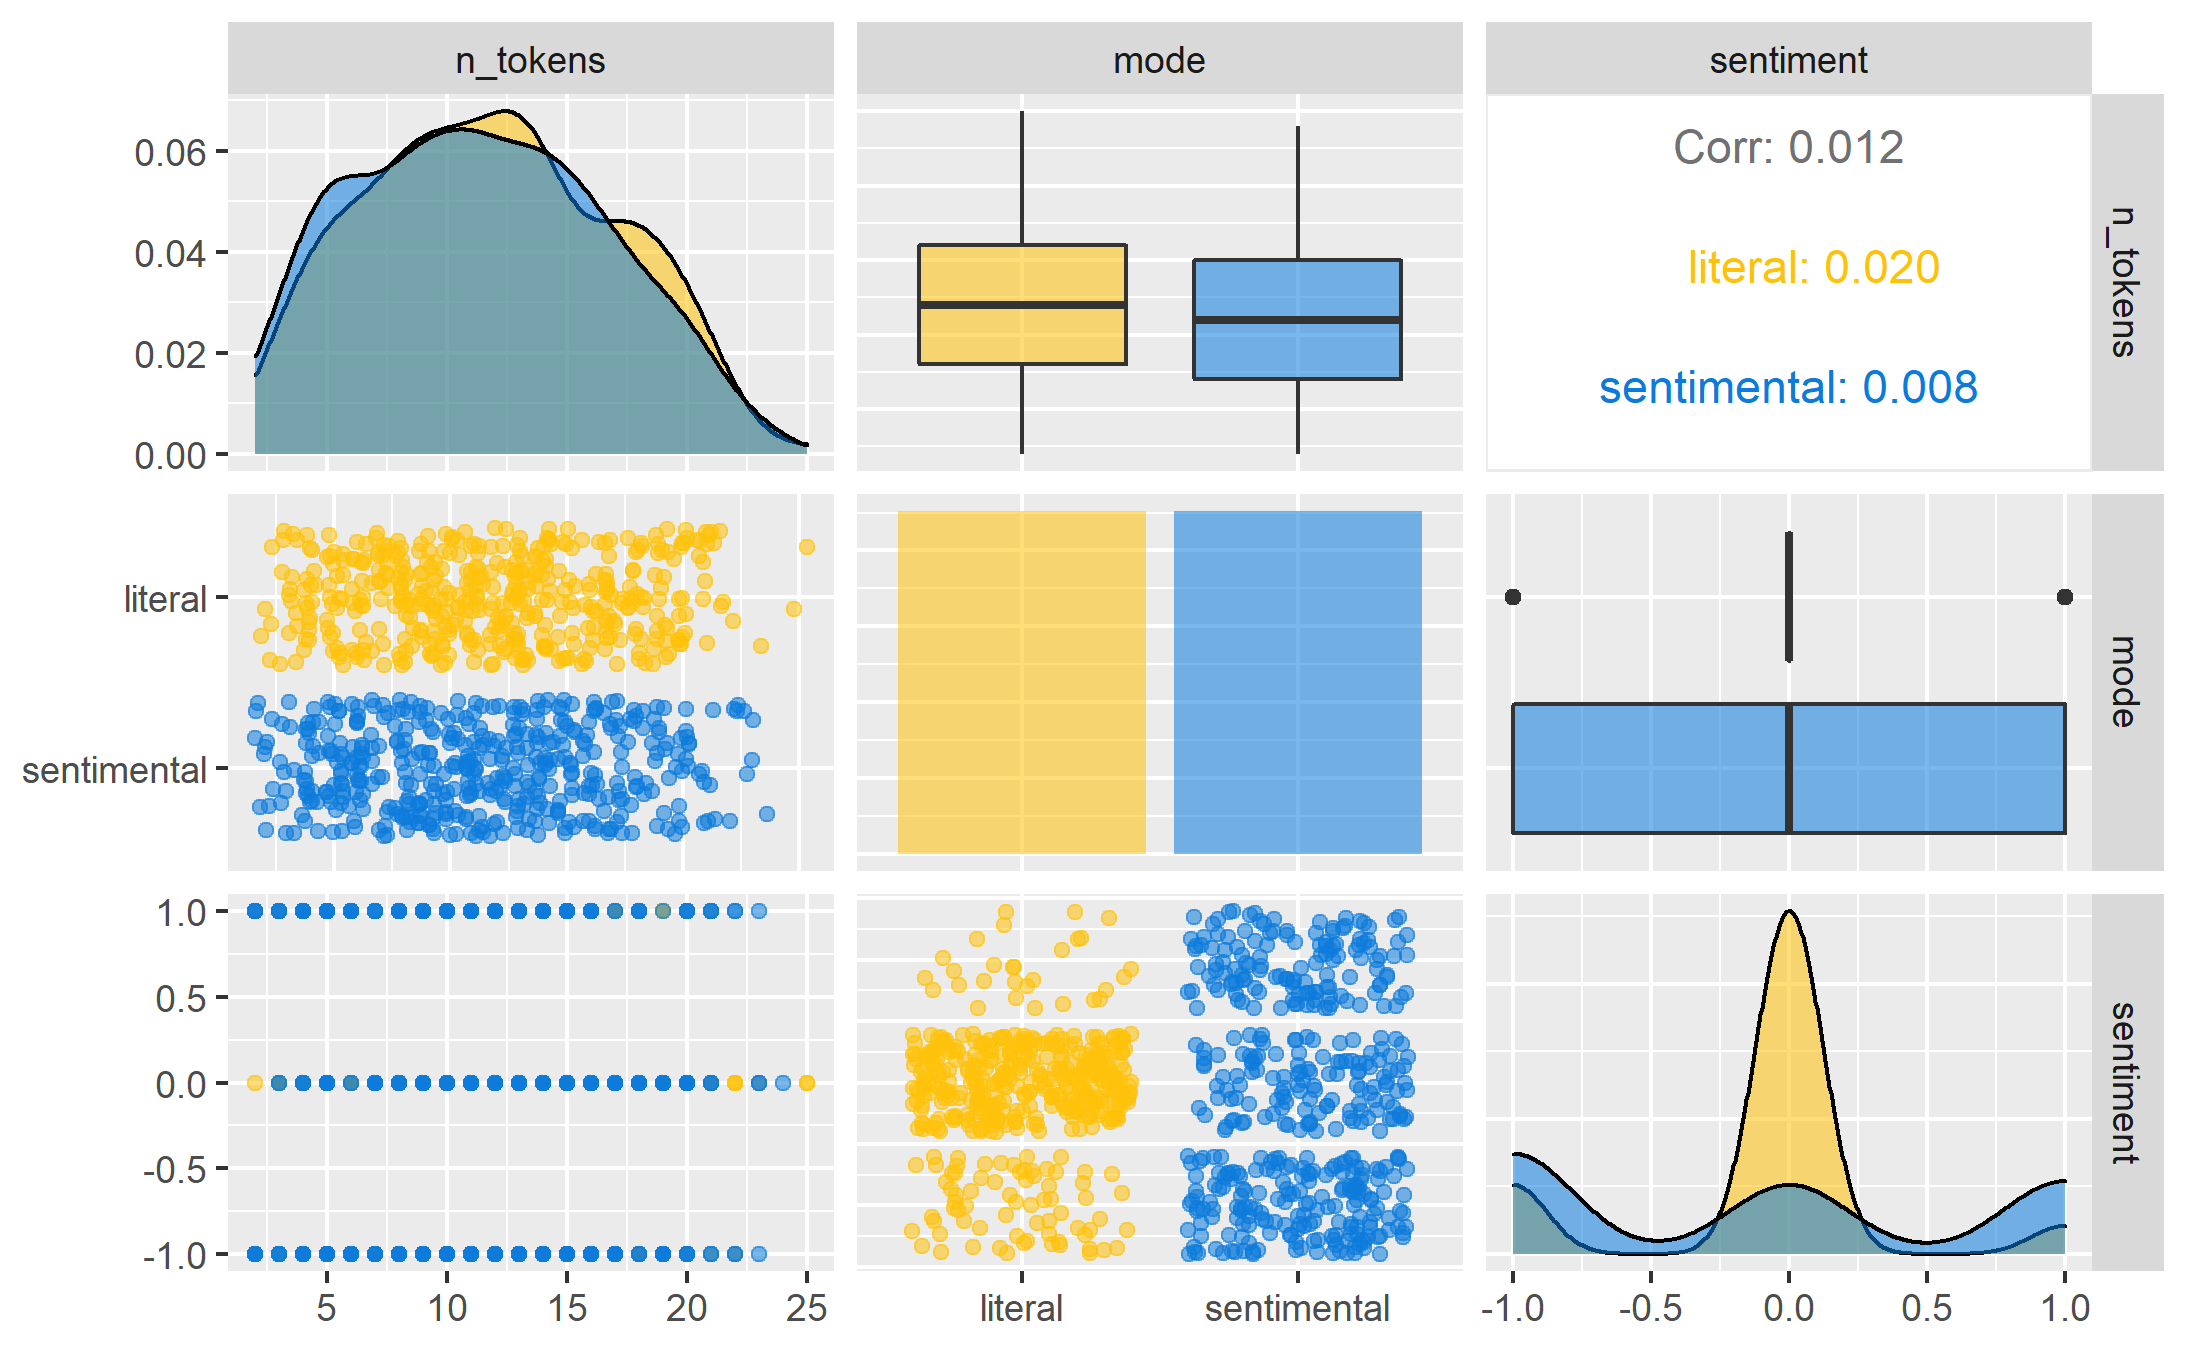 n_tokens mode sentiment
0.06
0.04
0.02
0.00
Corr: 0.012
literal: 0.020
sentimental: 0.008
n_tokens
literal
sentimental
mode
1.0
0.5
0.0
-0.5
-1.0
sentiment
5 10 15 20 25
literal sentimental
-1.0 -0.5 0.0 0.5 1.0